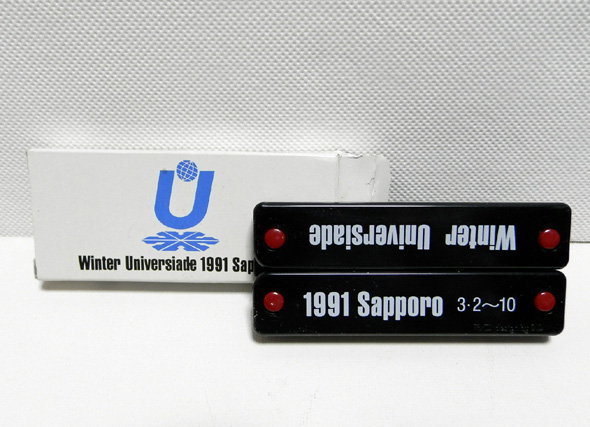 U
Winter Universiade 1991 Sap
Winter Universiade
1991 Sapporo 3·2〜10